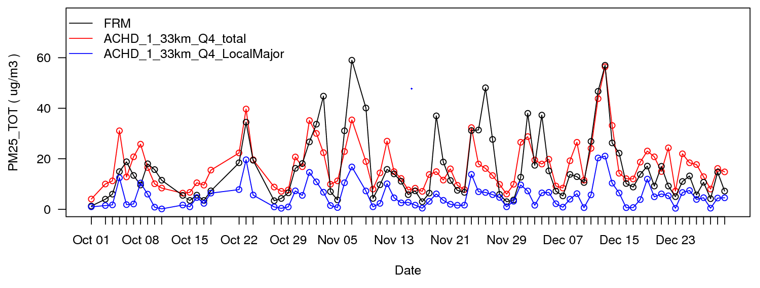 FRM
ACHD_1_33km_Q4_total
ACHD_1_33km_Q4_LocalMajor
PM25_TOT ( ug/m3 )
60
40
20
0
Oct 01 Oct 08 Oct 15 Oct 22 Oct 29 Nov 05 Nov 13 Nov 21 Nov 29 Dec 07 Dec 15 Dec 23
Date